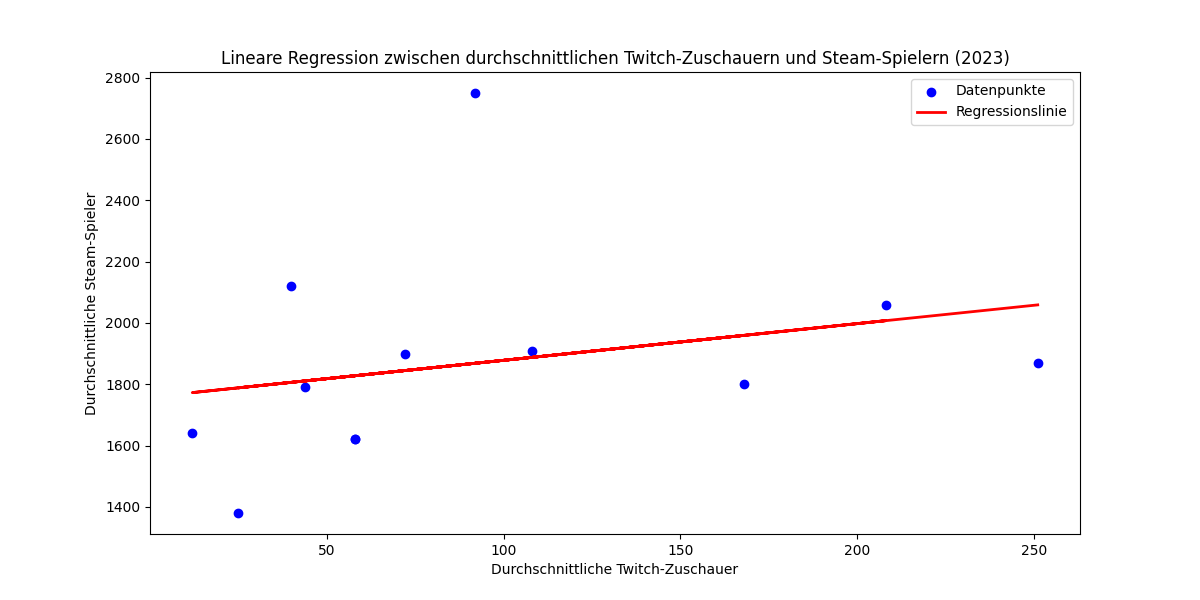 Lineare Regression zwischen durchschnittlichen Twitch-Zuschauern und Steam-Spielern (2023)
Datenpunkte
Regressionslinie
Durchschnittliche Steam-Spieler
2800
2600
2400
2200
2000
1800
1600
1400
50 100 150 200 250
Durchschnittliche Twitch-Zuschauer